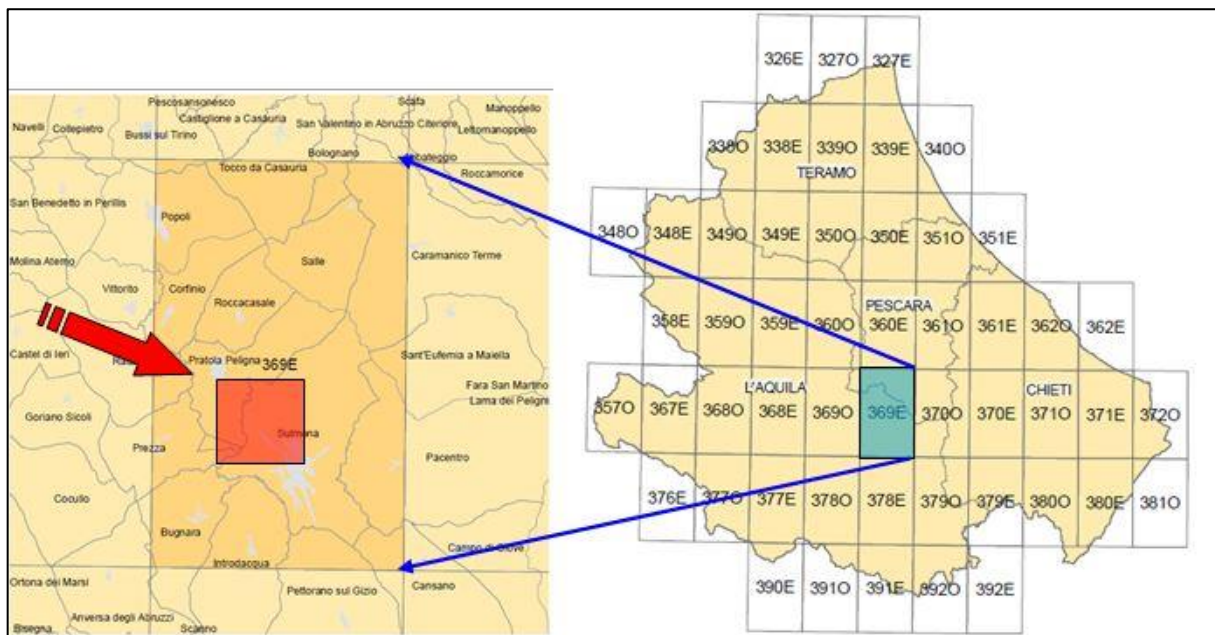 Pescosansonesco
Scafa
Manoppello
Navelli
Collepietro
Castiglione a Casauria
Bussi sul Tirino
San Valentino in Abruzzo Citeriore
Lettomanoppello
Bolognano
Tocco da Casauria
Roccamorice
San Benedetto in Perillis
Popoli
Molina Aterno
Salle
Caramanico Terme
Vittorito
Corfinio
Roccacasale
Castel di Ieri
Pratola Peligna
369E
Sant'Eufemia a Maiella
Fara San Martino
Lama dei Peligni
Goriano Sicoli
Prezza
Sulmona
Pacentro
Cocullo
Bugnara
Introdacqua
Campo di Giove
Ortona dei Marsi
Pettorano sul Gizio
Cansano
Anversa degli Abruzzi
Bisegna
Scanno
326E 327O 327E
338O 338E 339O 339E 340O
TERAMO
348O 348E 349O 349E 350O 350E 351O 351E
PESCARA
358E 359O 359E 360O 360E 361O 361E 362O 362E
L'AQUILA
CHIETI
357O 367E 368O 368E 369O 369E 370O 370E 371O 371E 372O
376E 377O 377E 378O 378E 379O 379E 380O 380E 381O
390E 391O 391E 392O 392E